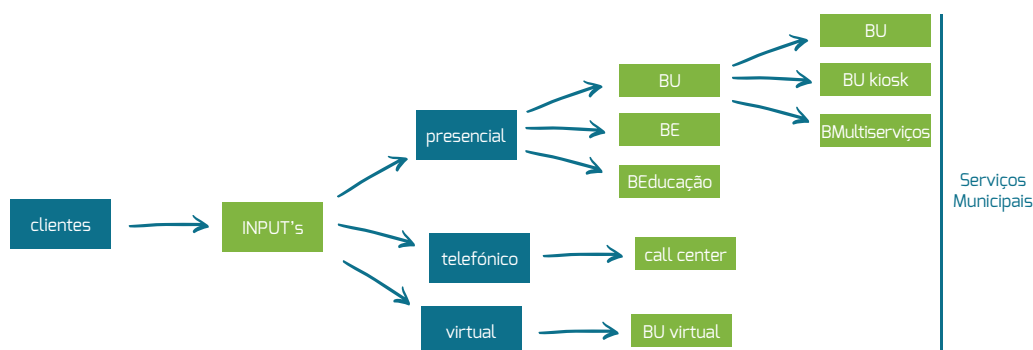 clientes
INPUT's
presencial
telefónico
virtual
BU
BE
BEducação
call center
BU virtual
BU
BU kiosk
BMultiserviços
Serviços
Municipais